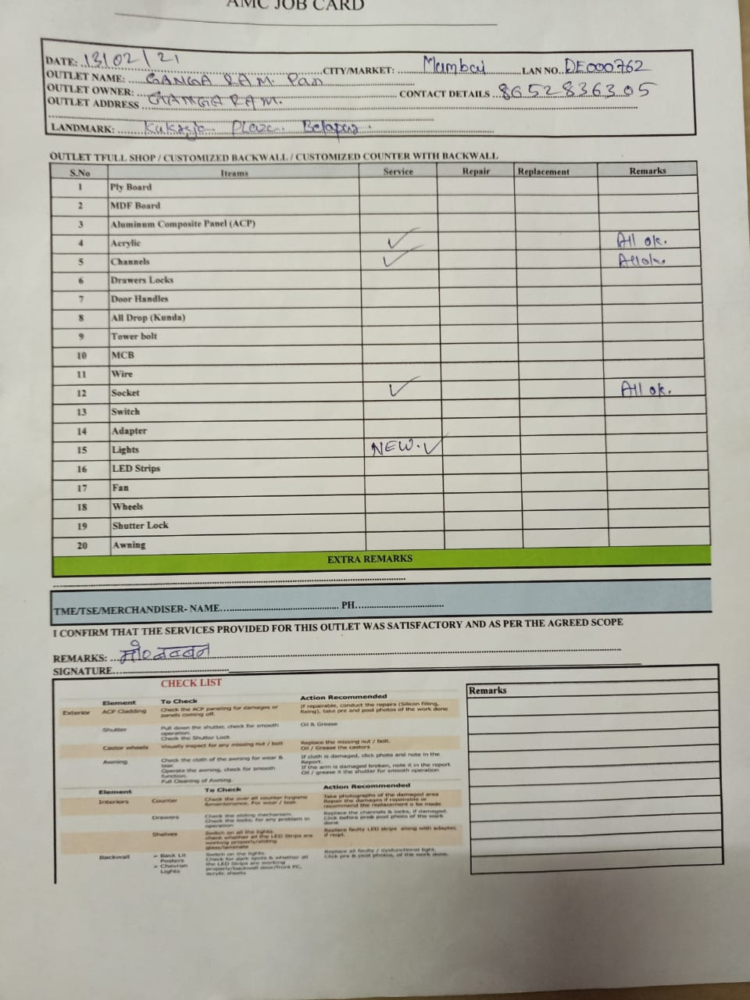 AMC JOB CARD
DATE: 13/02/21 CITY/MARKET: Mumbai LAN NO. DE000762
OUTLET NAME: GANGA RAM Pan
OUTLET OWNER: GANGA RAM. CONTACT DETAILS 8652836305
OUTLET ADDRESS
LANDMARK: Plaza Belapur.
OUTLET TFULL SHOP / CUSTOMIZED BACKWALL / CUSTOMIZED COUNTER WITH BACKWALL
S.No Iteams Service Repair Replacement Remarks
1 Ply Board
2 MDF Board
3 Aluminum Composite Panel (ACP)
4 Acrylic ✓ All ok.
5 Channels ✓ All ok.
6 Drawers Locks
7 Door Handles
8 All Drop (Kunda)
9 Tower bolt
10 MCB
11 Wire
12 Socket ✓ All ok.
13 Switch
14 Adapter
15 Lights NEW. ✓
16 LED Strips
17 Fan
18 Wheels
19 Shutter Lock
20 Awning
EXTRA REMARKS
TME/TSE/MERCHANDISER- NAME PH
I CONFIRM THAT THE SERVICES PROVIDED FOR THIS OUTLET WAS SATISFACTORY AND AS PER THE AGREED SCOPE
REMARKS:
SIGNATURE
CHECK LIST
Remarks
Element To Check Action Recommended
Exterior ACP Cladding Check the ACP paneling for damages or If repairable, conduct the repairs (Silicon filling,
panels coming off. fixing), take pre and post photos of the work done
Shutter Pull down the shutter, check for smooth Oil & Grease
operation.
Check the Shutter Lock
Castor wheels Visually inspect for any missing nut / bolt Replace the missing nut / bolt.
Oil / Grease the castors
Awning Check the cloth of the awning for wear & If cloth is damaged, click photo and note in the
tear Report.
Operate the awning, check for smooth If the arm is damaged broken, note it in the report
function. Oil / grease it the shutter for smooth operation
Full Cleaning of Awning.
Element To Check Action Recommended
Interiors Counter Check the over all counter hygiene Take photographs of the damaged area
&maintenance. For wear / tear. Repair the damages if repairable or
recommend the replacement o be made
Drawers Check the sliding mechanism. Replace the channels & locks, if damaged.
Check the locks, for any problem in Click before pre& post photo of the work
operation done
Shelves Switch on all the lights. Replace faulty LED strips along with adapter,
check whether all the LED Strips are if reqd.
working properly/sliding
glass/laminate
Backwall ➢ Back Lit Switch on the lights. Replace all faulty / dysfunctional light.
Posters Check for dark spots & whether all Click pre & post photos, of the work done.
➢ Chevron the LED Strips are working
Lights properly/backwall door/front PC,
acrylic sheets